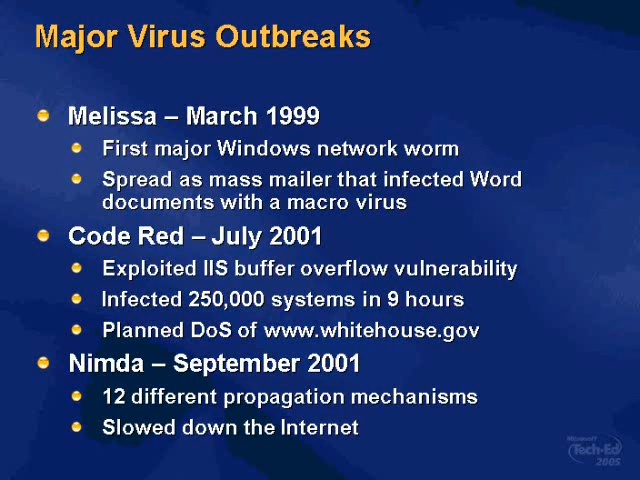 Major Virus Outbreaks
Melissa – March 1999
First major Windows network worm
Spread as mass mailer that infected Word
documents with a macro virus
Code Red – July 2001
Exploited IIS buffer overflow vulnerability
Infected 250,000 systems in 9 hours
Planned DoS of www.whitehouse.gov
Nimda – September 2001
12 different propagation mechanisms
Slowed down the Internet
Microsoft
Tech·Ed
2005